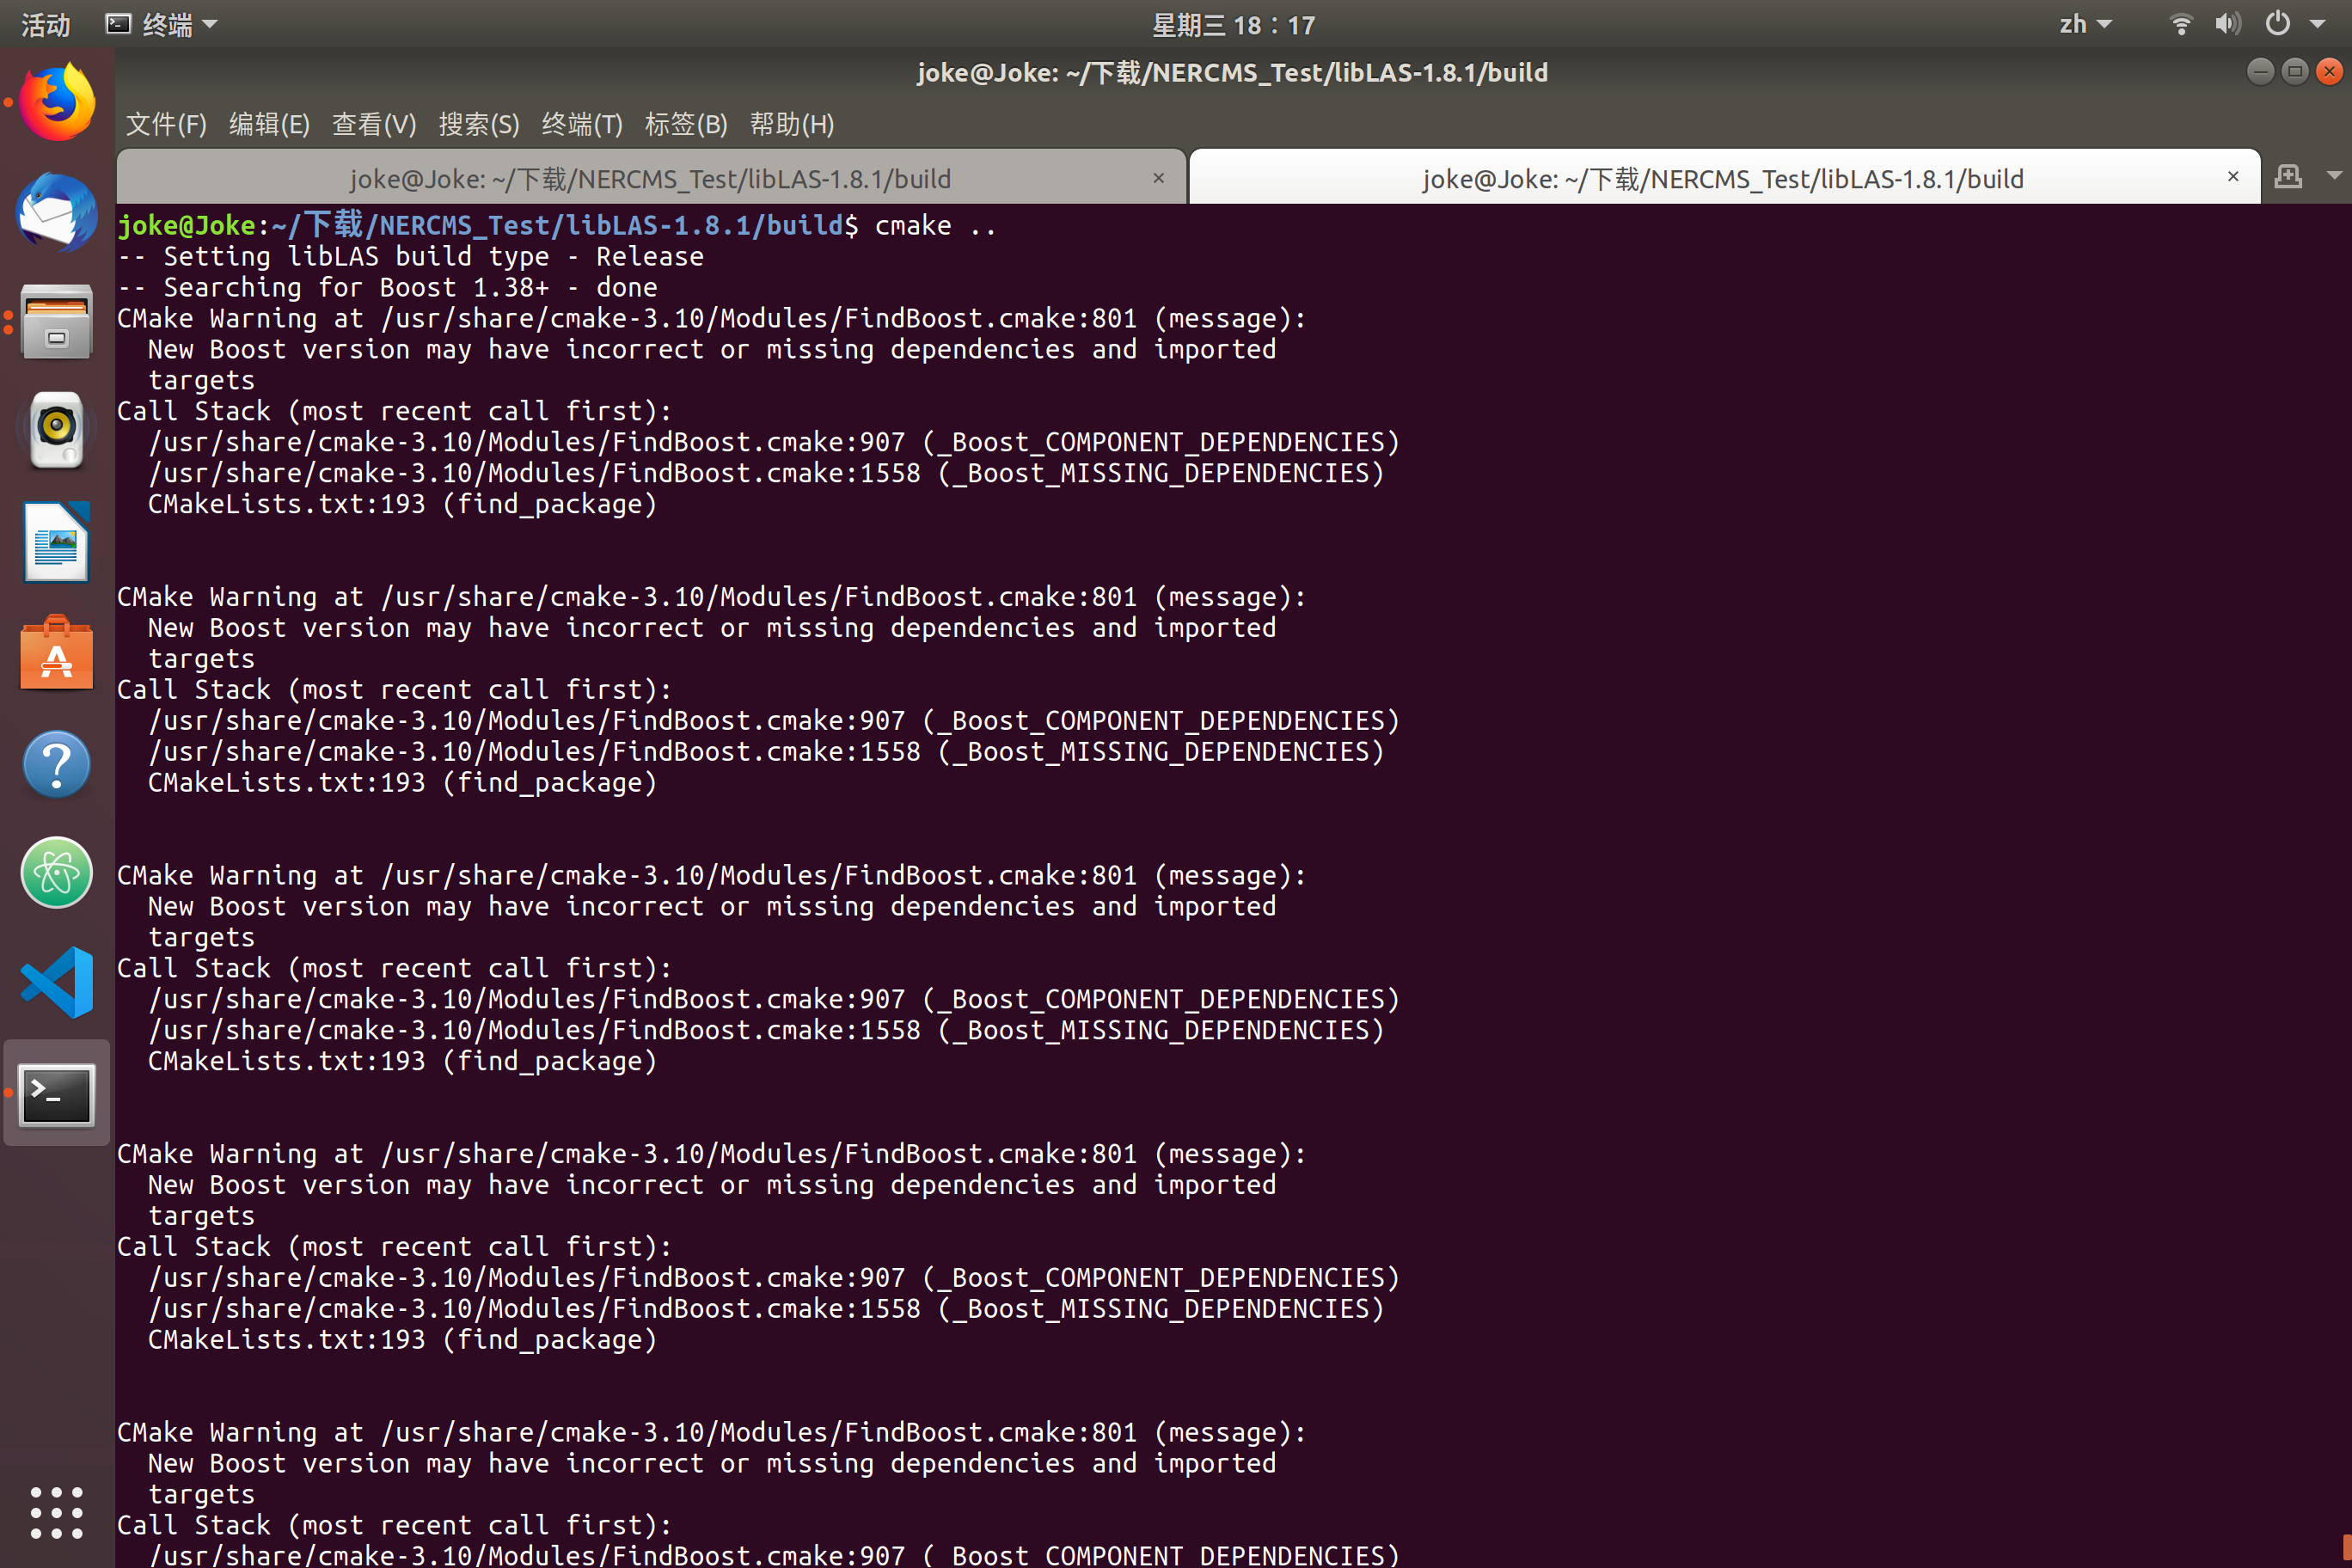 活动 终端 星期三 18：17 zh
joke@Joke: ~/下载/NERCMS_Test/libLAS-1.8.1/build
文件(F) 编辑(E) 查看(V) 搜索(S) 终端(T) 标签(B) 帮助(H)
joke@Joke: ~/下载/NERCMS_Test/libLAS-1.8.1/build × joke@Joke: ~/下载/NERCMS_Test/libLAS-1.8.1/build ×
joke@Joke:~/下载/NERCMS_Test/libLAS-1.8.1/build$ cmake ..
-- Setting libLAS build type - Release
-- Searching for Boost 1.38+ - done
CMake Warning at /usr/share/cmake-3.10/Modules/FindBoost.cmake:801 (message):
  New Boost version may have incorrect or missing dependencies and imported
  targets
Call Stack (most recent call first):
  /usr/share/cmake-3.10/Modules/FindBoost.cmake:907 (_Boost_COMPONENT_DEPENDENCIES)
  /usr/share/cmake-3.10/Modules/FindBoost.cmake:1558 (_Boost_MISSING_DEPENDENCIES)
  CMakeLists.txt:193 (find_package)
CMake Warning at /usr/share/cmake-3.10/Modules/FindBoost.cmake:801 (message):
  New Boost version may have incorrect or missing dependencies and imported
  targets
Call Stack (most recent call first):
  /usr/share/cmake-3.10/Modules/FindBoost.cmake:907 (_Boost_COMPONENT_DEPENDENCIES)
  /usr/share/cmake-3.10/Modules/FindBoost.cmake:1558 (_Boost_MISSING_DEPENDENCIES)
  CMakeLists.txt:193 (find_package)
CMake Warning at /usr/share/cmake-3.10/Modules/FindBoost.cmake:801 (message):
  New Boost version may have incorrect or missing dependencies and imported
  targets
Call Stack (most recent call first):
  /usr/share/cmake-3.10/Modules/FindBoost.cmake:907 (_Boost_COMPONENT_DEPENDENCIES)
  /usr/share/cmake-3.10/Modules/FindBoost.cmake:1558 (_Boost_MISSING_DEPENDENCIES)
  CMakeLists.txt:193 (find_package)
CMake Warning at /usr/share/cmake-3.10/Modules/FindBoost.cmake:801 (message):
  New Boost version may have incorrect or missing dependencies and imported
  targets
Call Stack (most recent call first):
  /usr/share/cmake-3.10/Modules/FindBoost.cmake:907 (_Boost_COMPONENT_DEPENDENCIES)
  /usr/share/cmake-3.10/Modules/FindBoost.cmake:1558 (_Boost_MISSING_DEPENDENCIES)
  CMakeLists.txt:193 (find_package)
CMake Warning at /usr/share/cmake-3.10/Modules/FindBoost.cmake:801 (message):
  New Boost version may have incorrect or missing dependencies and imported
  targets
Call Stack (most recent call first):
  /usr/share/cmake-3.10/Modules/FindBoost.cmake:907 (_Boost_COMPONENT_DEPENDENCIES)